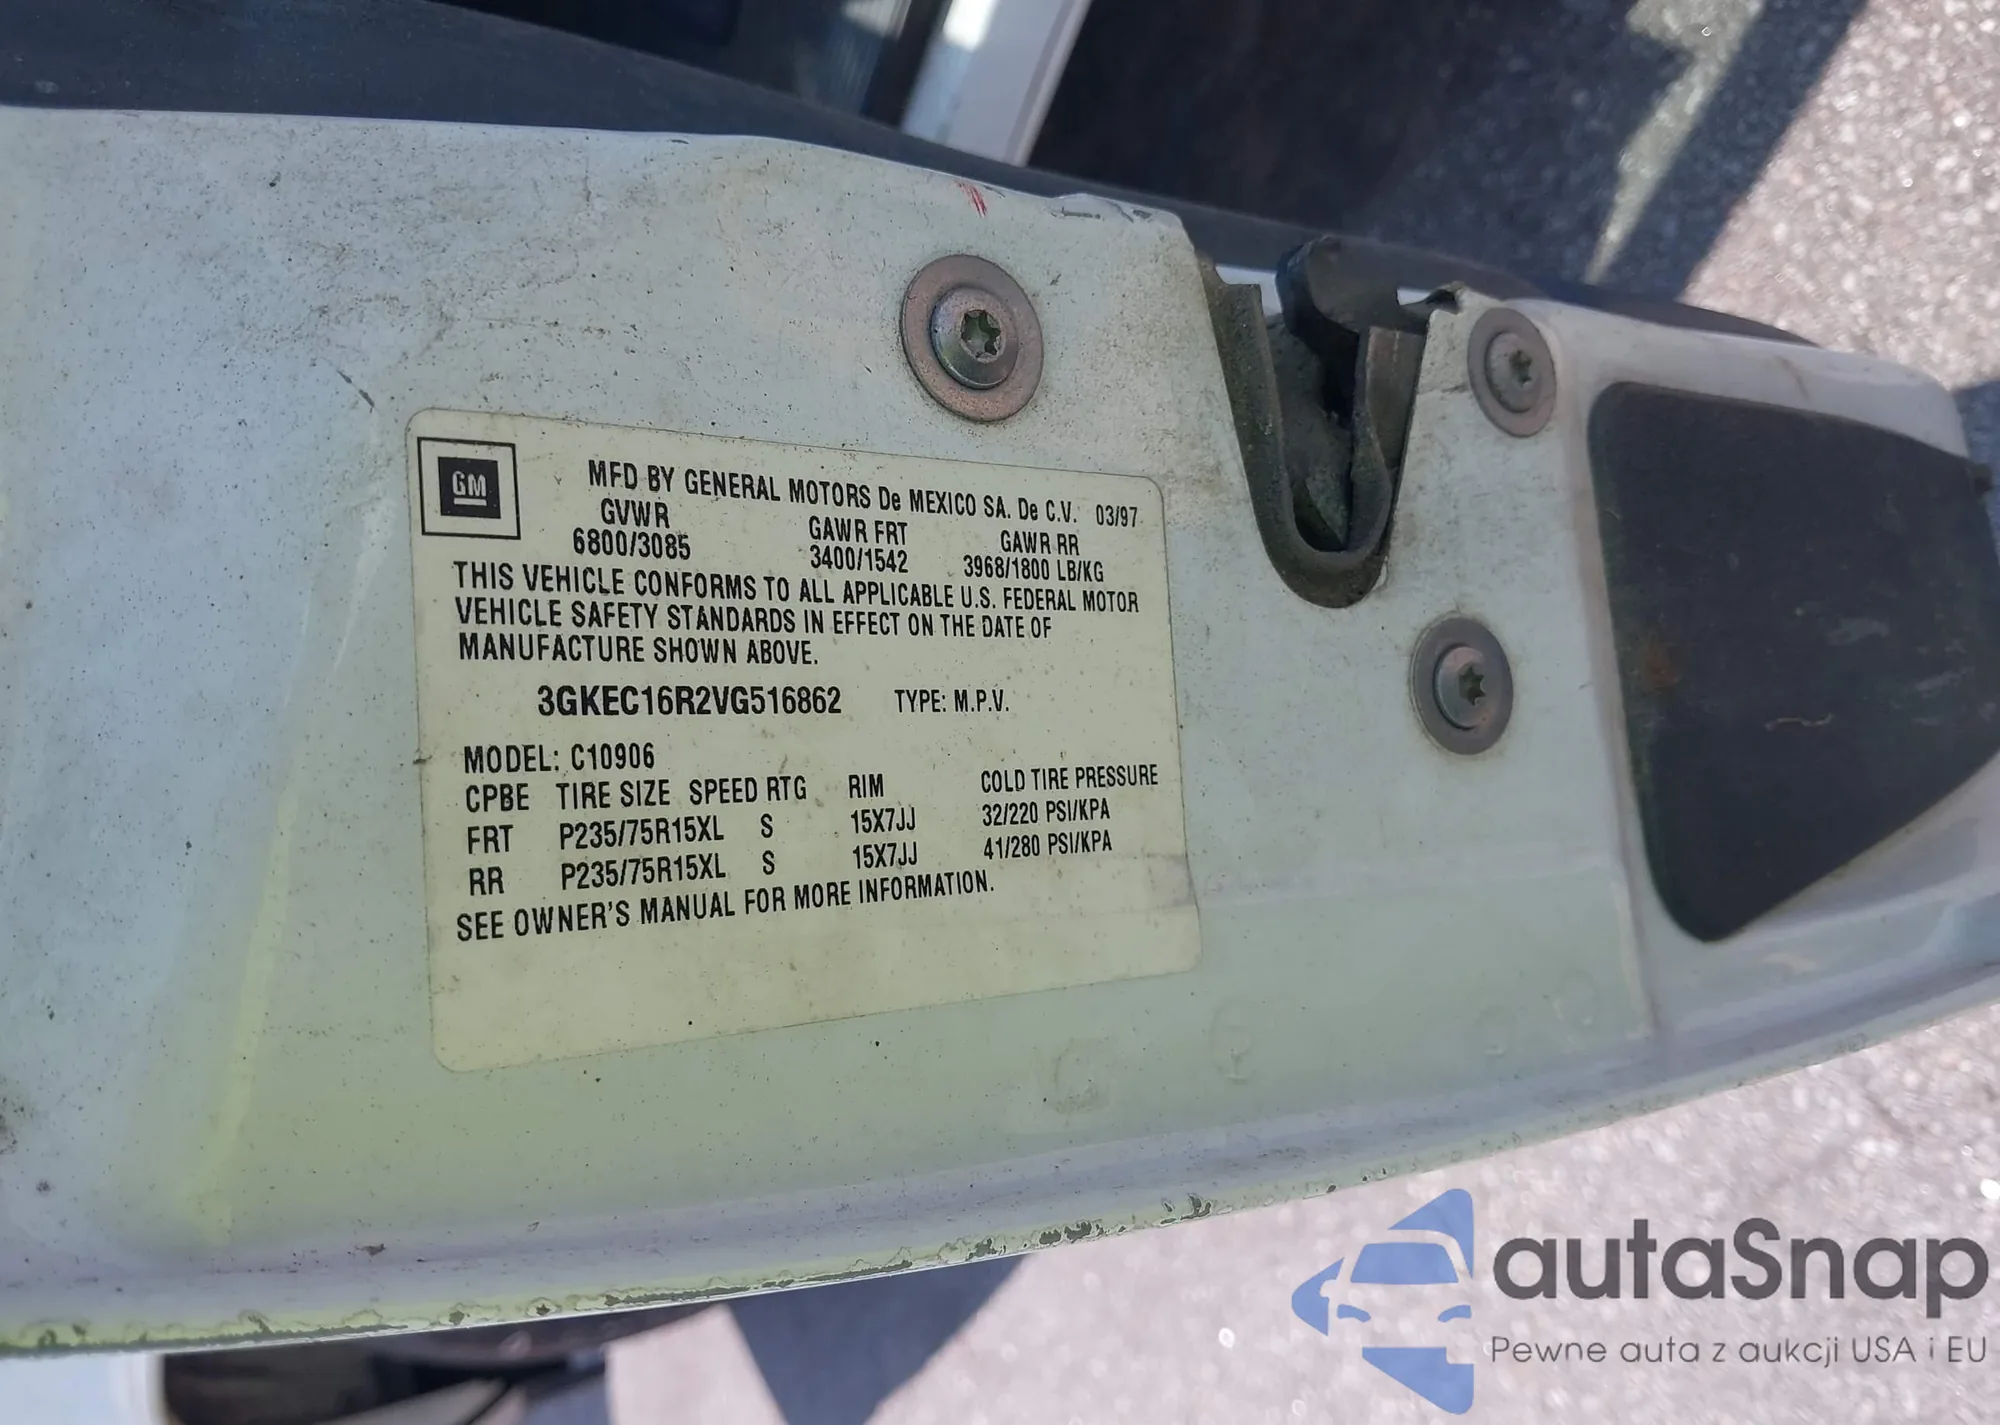 GM
MFD BY GENERAL MOTORS De MEXICO SA. De C.V. 03/97
GVWR GAWR FRT GAWR RR
6800/3085 3400/1542 3968/1800 LB/KG
THIS VEHICLE CONFORMS TO ALL APPLICABLE U.S. FEDERAL MOTOR
VEHICLE SAFETY STANDARDS IN EFFECT ON THE DATE OF
MANUFACTURE SHOWN ABOVE.
3GKEC16R2VG516862 TYPE: M.P.V.
MODEL: C10906
CPBE TIRE SIZE SPEED RTG RIM COLD TIRE PRESSURE
FRT P235/75R15XL S 15X7JJ 32/220 PSI/KPA
RR P235/75R15XL S 15X7JJ 41/280 PSI/KPA
SEE OWNER'S MANUAL FOR MORE INFORMATION.
autaSnap
Pewne auta z aukcji USA i EU